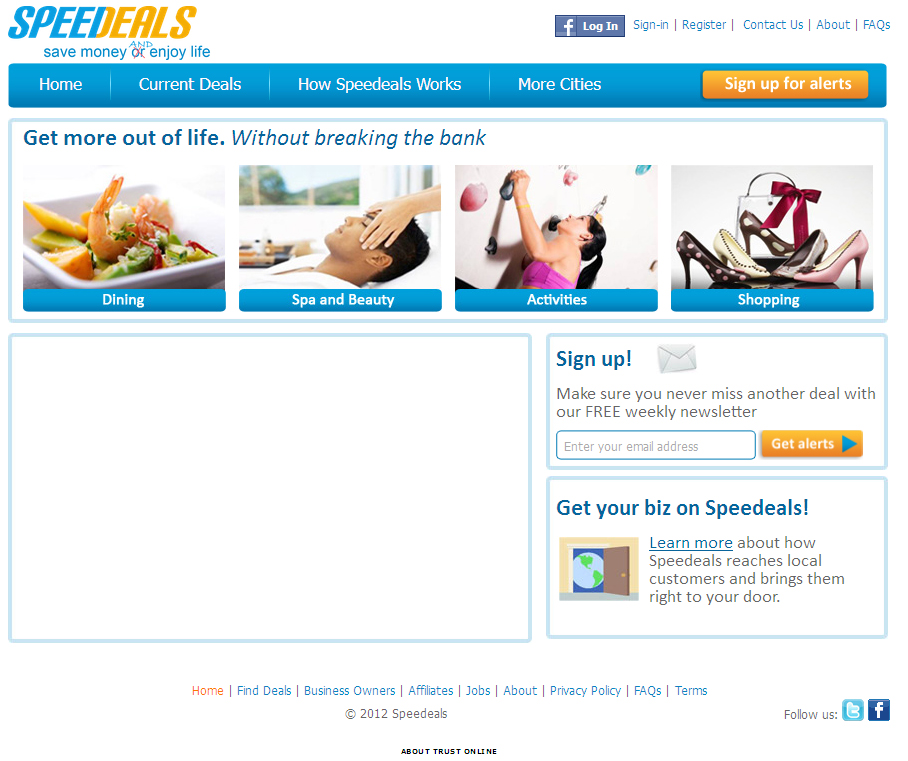 SPEEDEALS
AND
save money or enjoy life
f Log In Sign-in | Register | Contact Us | About | FAQs
Home Current Deals How Speedeals Works More Cities Sign up for alerts
Get more out of life. Without breaking the bank
Dining Spa and Beauty Activities Shopping
Sign up!
Make sure you never miss another deal with
our FREE weekly newsletter
Enter your email address Get alerts
Get your biz on Speedeals!
Learn more about how
Speedeals reaches local
customers and brings them
right to your door.
Home | Find Deals | Business Owners | Affiliates | Jobs | About | Privacy Policy | FAQs | Terms
© 2012 Speedeals
Follow us: t f
ABOUT TRUST ONLINE